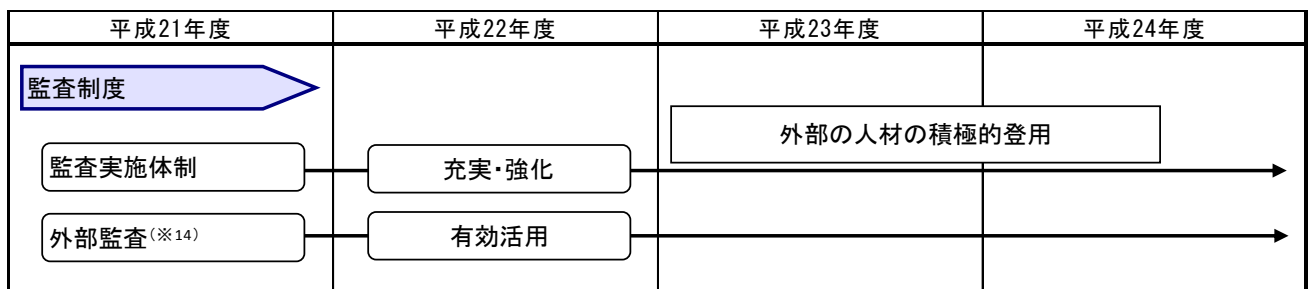 平成21年度 平成22年度 平成23年度 平成24年度
監査制度
外部の人材の積極的登用
監査実施体制 充実・強化
外部監査(※14) 有効活用